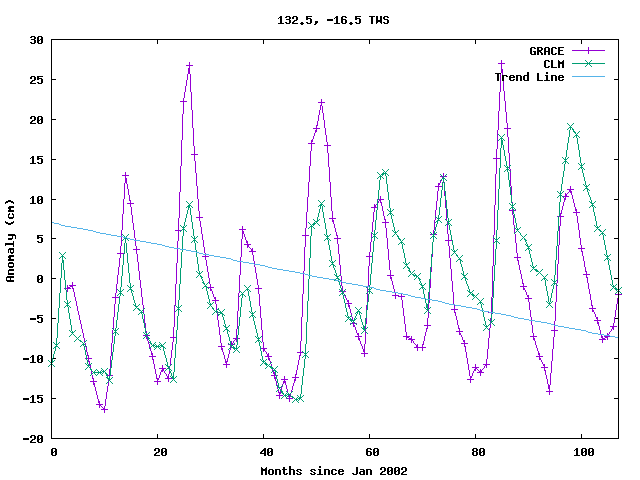 132.5, -16.5 TWS
30
25
20
15
10
5
0
-5
-10
-15
-20
Anomaly (cm)
GRACE
CLM
Trend Line
0 20 40 60 80 100
Months since Jan 2002